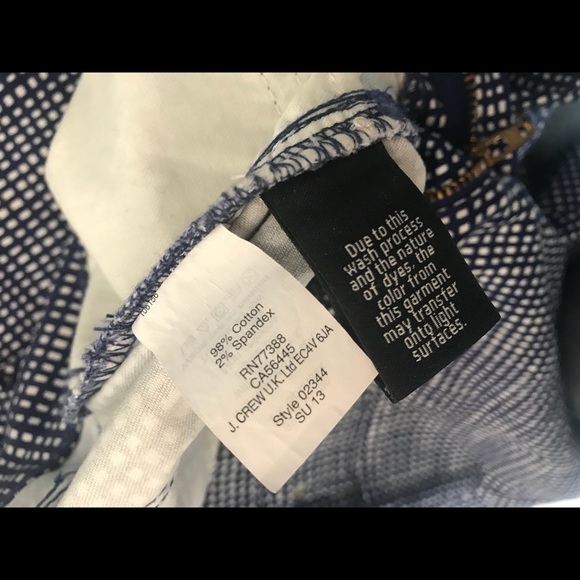 98% Cotton
2% Spandex
RN77388
CA56445
J. CREW U.K. Ltd EC4V 6JA
Style 02344
SU 13
Due to this
wash process
and the nature
of dyes, the
color from
this garment
may transfer
onto light
surfaces.